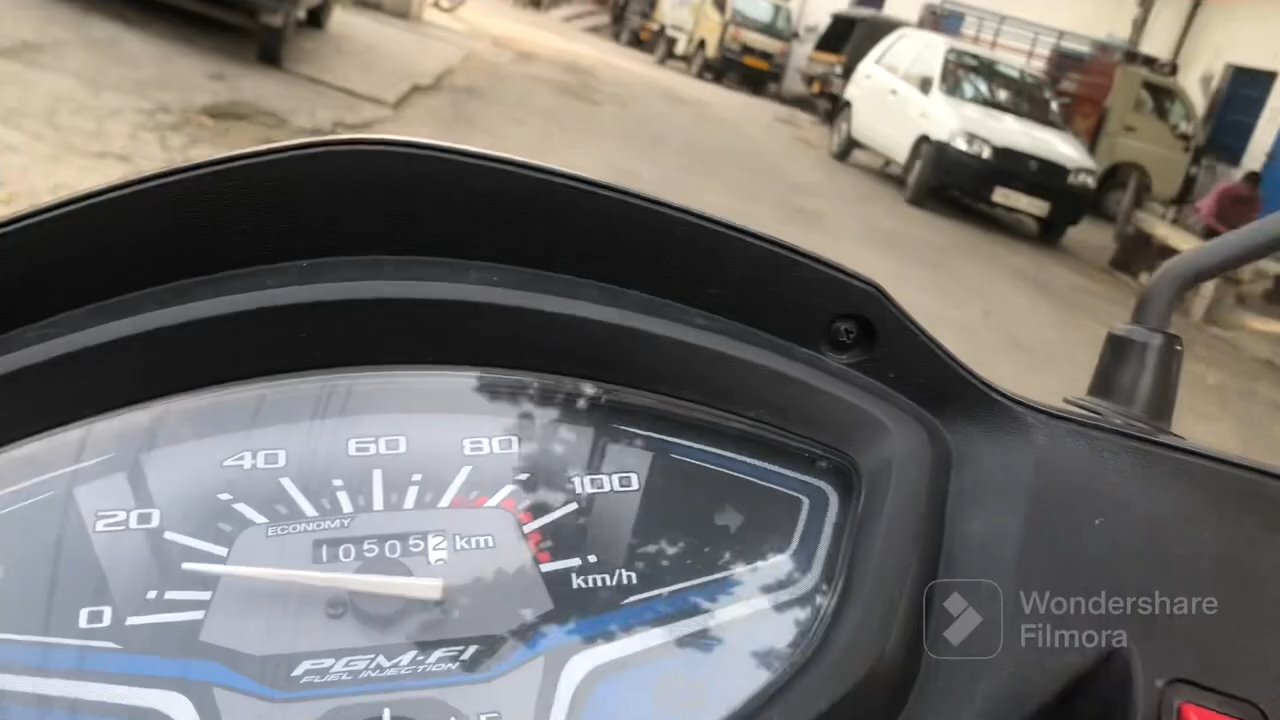 60
80
40
100
20
ECONOMY
105052 km
km/h
0
PGM-FI
FUEL INJECTION
Wondershare
Filmora